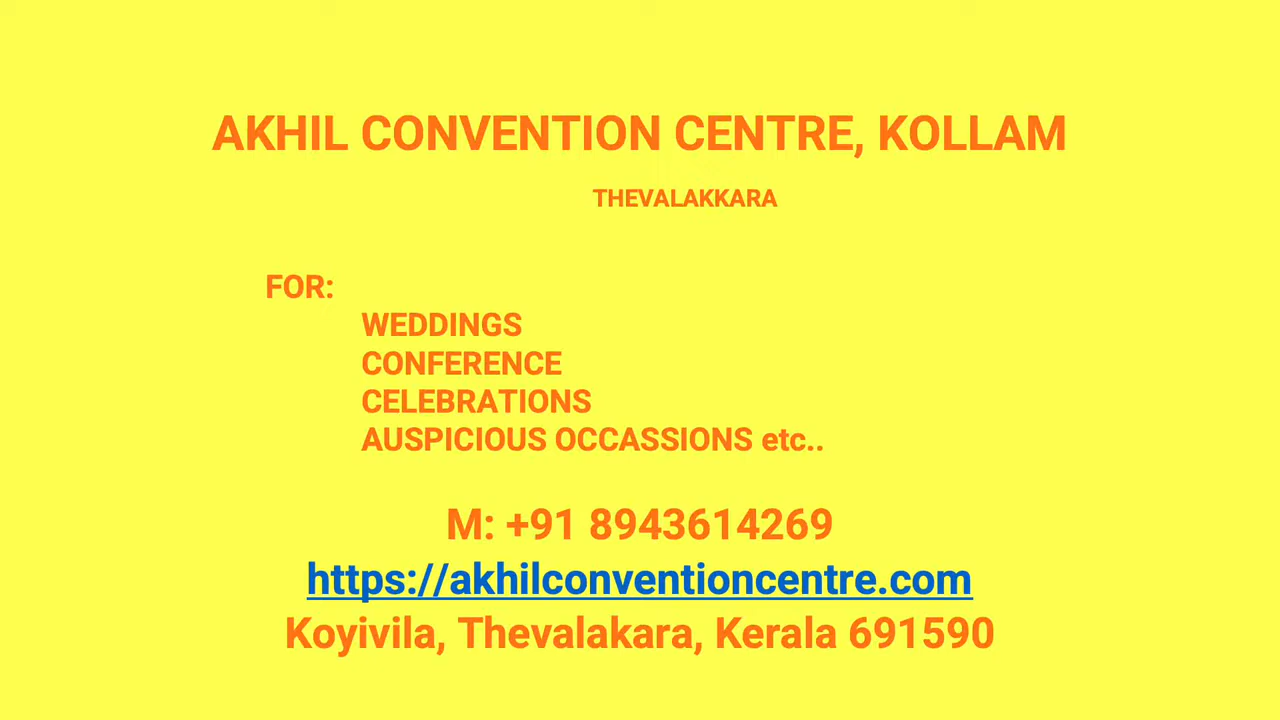 AKHIL CONVENTION CENTRE, KOLLAM
THEVALAKKARA
FOR:
WEDDINGS
CONFERENCE
CELEBRATIONS
AUSPICIOUS OCCASSIONS etc..
M: +91 8943614269
https://akhilconventioncentre.com
Koyivila, Thevalakara, Kerala 691590